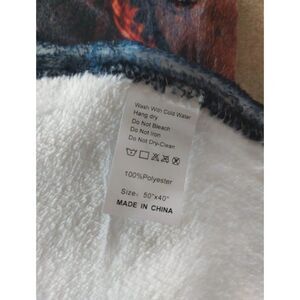 Wash With Cold Water
Hang dry
Do Not Bleach
Do Not Iron
Do Not Dry-Clean
100%Polyester
Size: 50"x40"
MADE IN CHINA